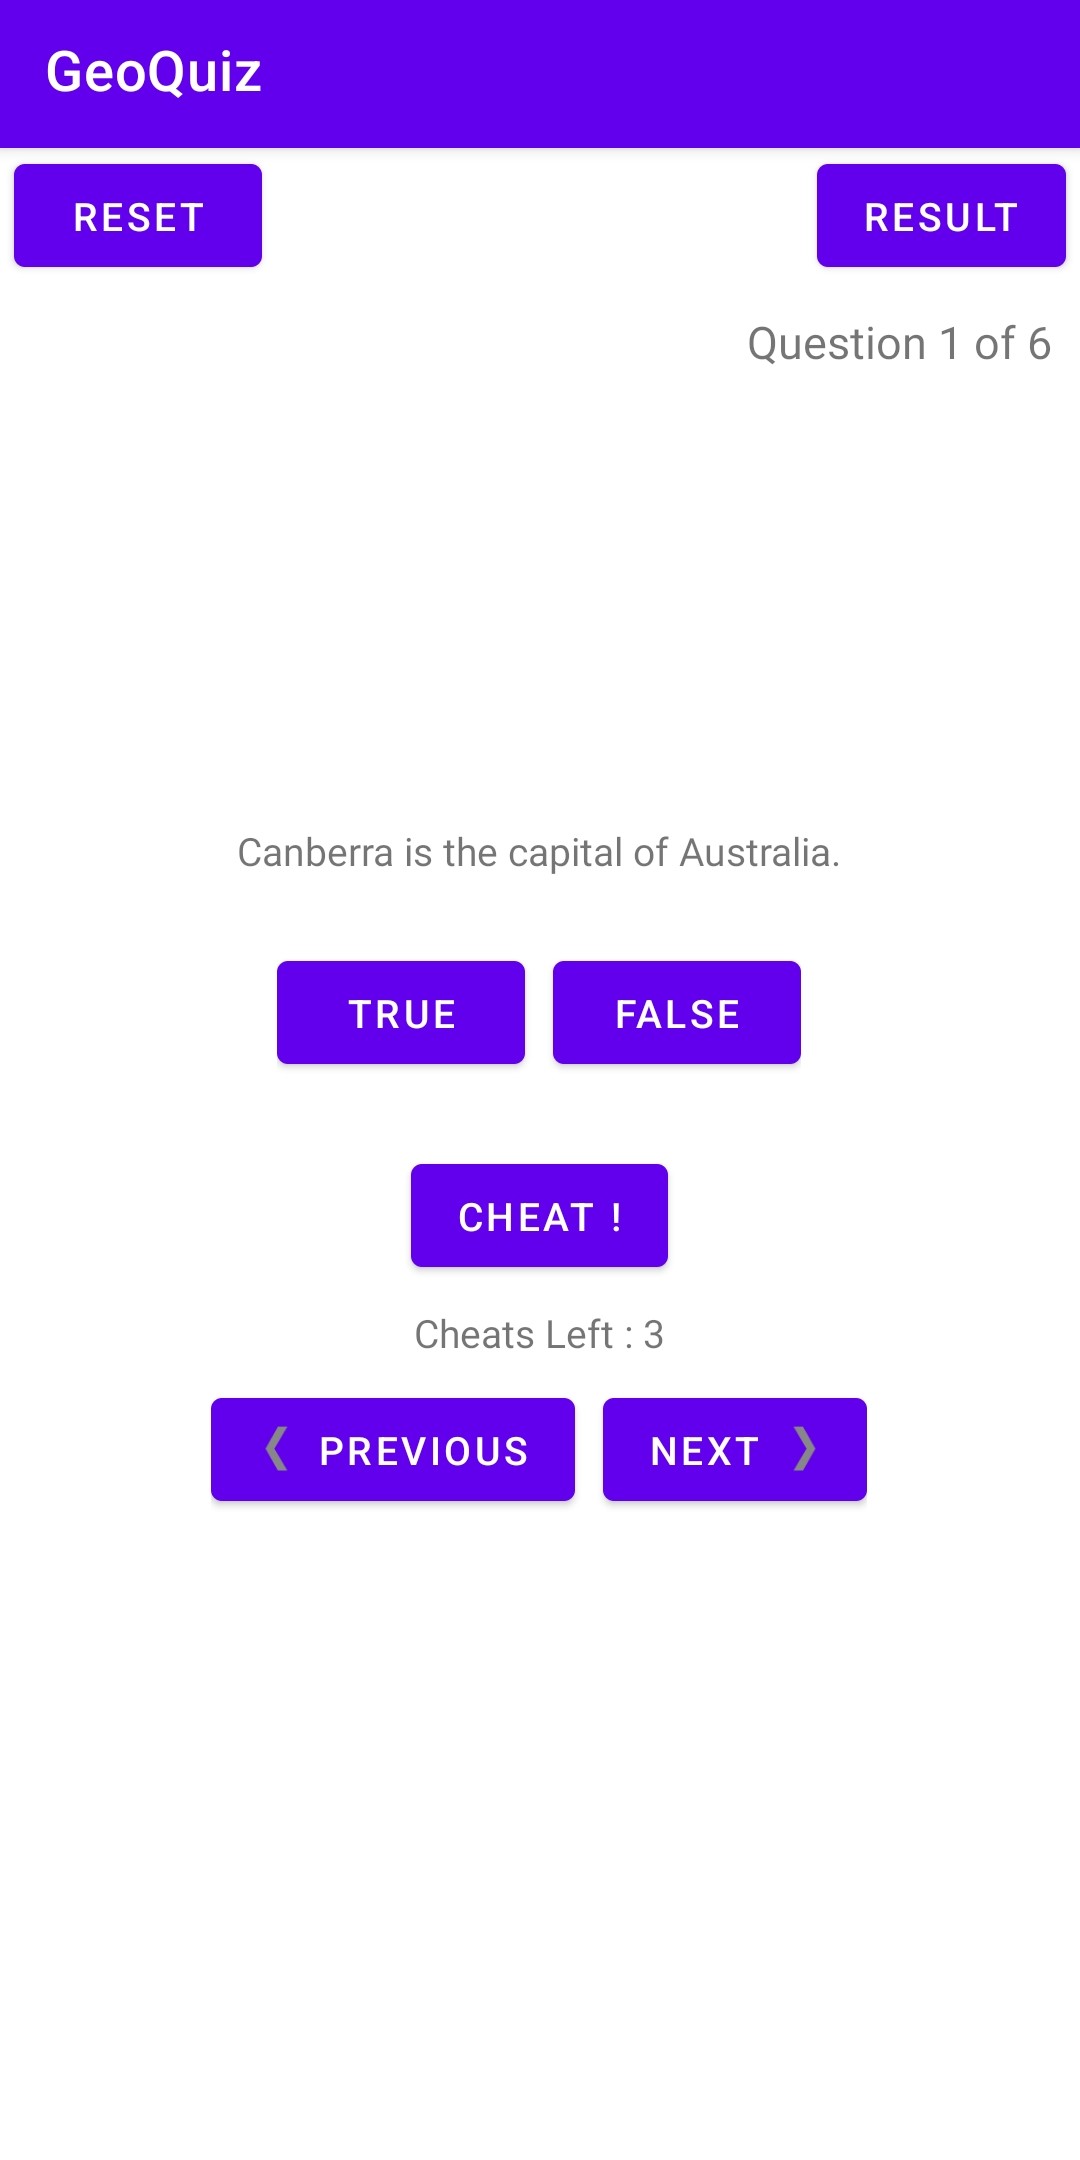 GeoQuiz
RESET
RESULT
Question 1 of 6
Canberra is the capital of Australia.
TRUE
FALSE
CHEAT !
Cheats Left : 3
❮ PREVIOUS
NEXT ❯